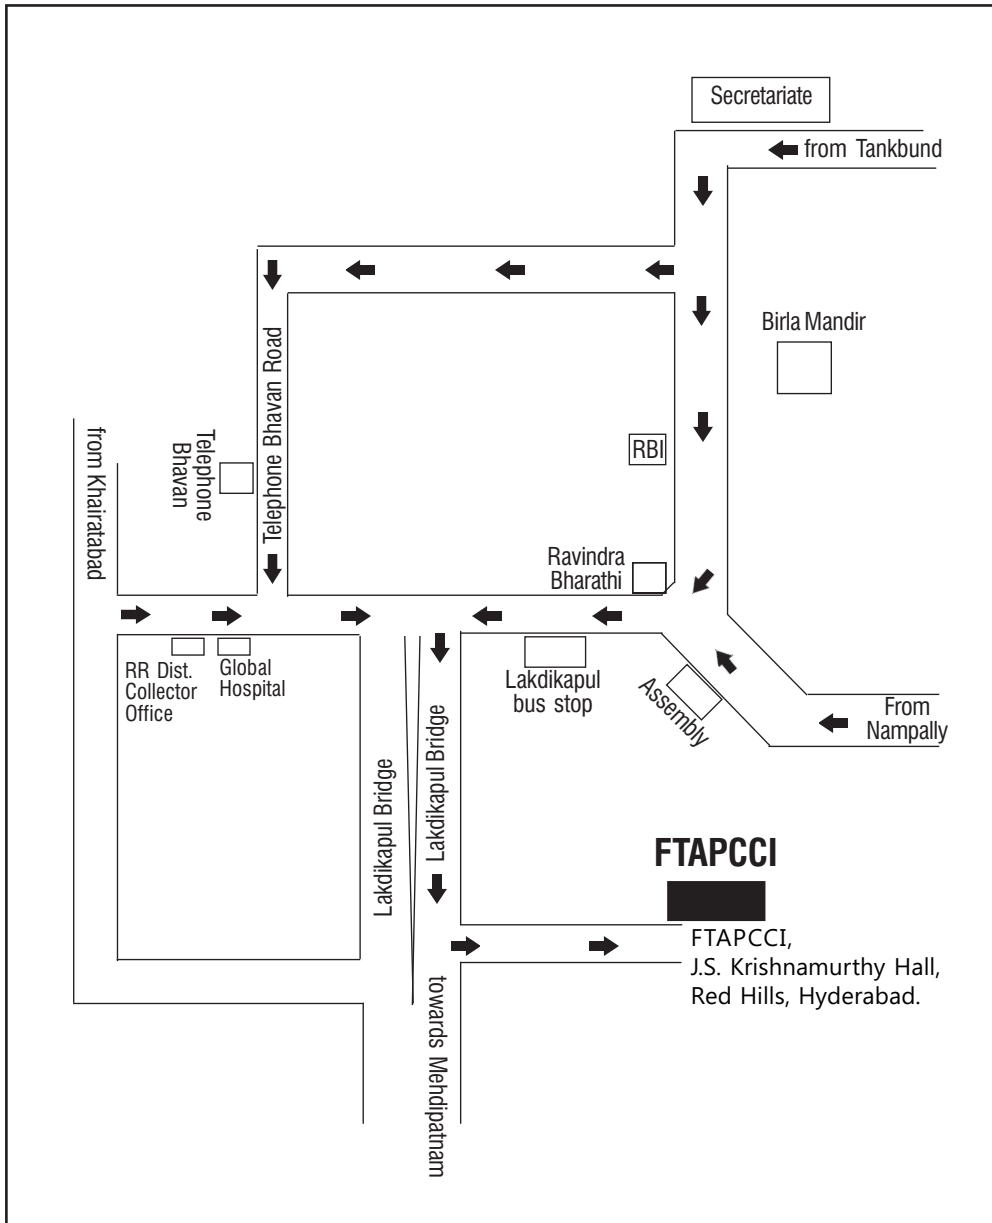 Secretariate
from Tankbund
Birla Mandir
Telephone Bhavan Road
from Khairatabad
Telephone
Bhavan
RBI
Ravindra
Bharathi
RR Dist.
Collector
Office
Global
Hospital
Lakdikapul
bus stop
Assembly
From
Nampally
Lakdikapul Bridge
Lakdikapul Bridge
FTAPCCI
FTAPCCI,
J.S. Krishnamurthy Hall,
Red Hills, Hyderabad.
towards Mehdipatnam